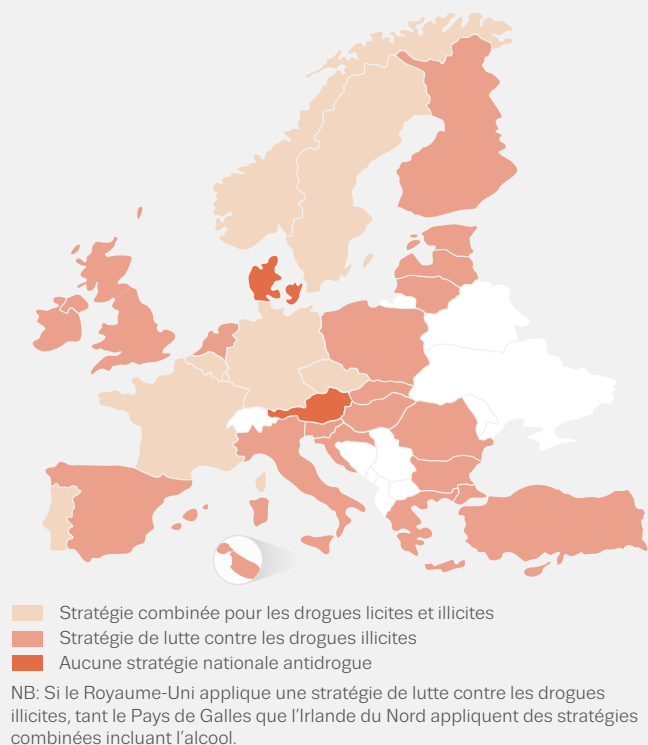 Stratégie combinée pour les drogues licites et illicites
Stratégie de lutte contre les drogues illicites
Aucune stratégie nationale antidrogue
NB: Si le Royaume-Uni applique une stratégie de lutte contre les drogues
illicites, tant le Pays de Galles que l’Irlande du Nord appliquent des stratégies
combinées incluant l’alcool.